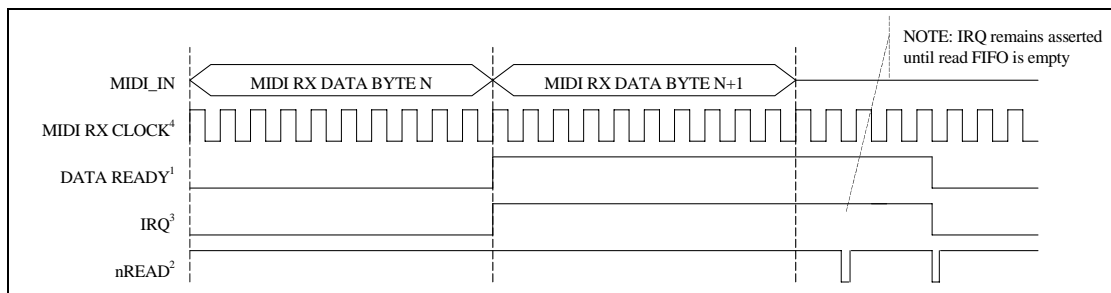 NOTE: IRQ remains asserted
until read FIFO is empty
MIDI_IN
MIDI RX DATA BYTE N
MIDI RX DATA BYTE N+1
MIDI RX CLOCK⁴
DATA READY¹
IRQ³
nREAD²